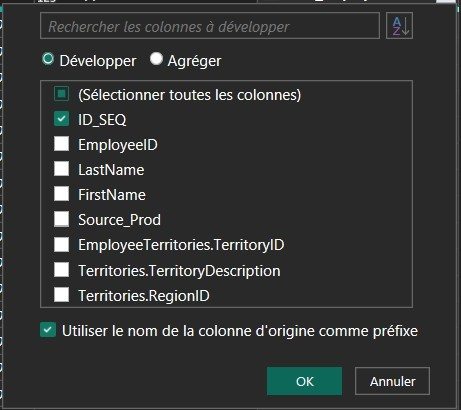 Rechercher les colonnes à développer
A
Z
Développer
Agréger
(Sélectionner toutes les colonnes)
ID_SEQ
EmployeeID
LastName
FirstName
Source_Prod
EmployeeTerritories.TerritoryID
Territories.TerritoryDescription
Territories.RegionID
Utiliser le nom de la colonne d'origine comme préfixe
OK
Annuler